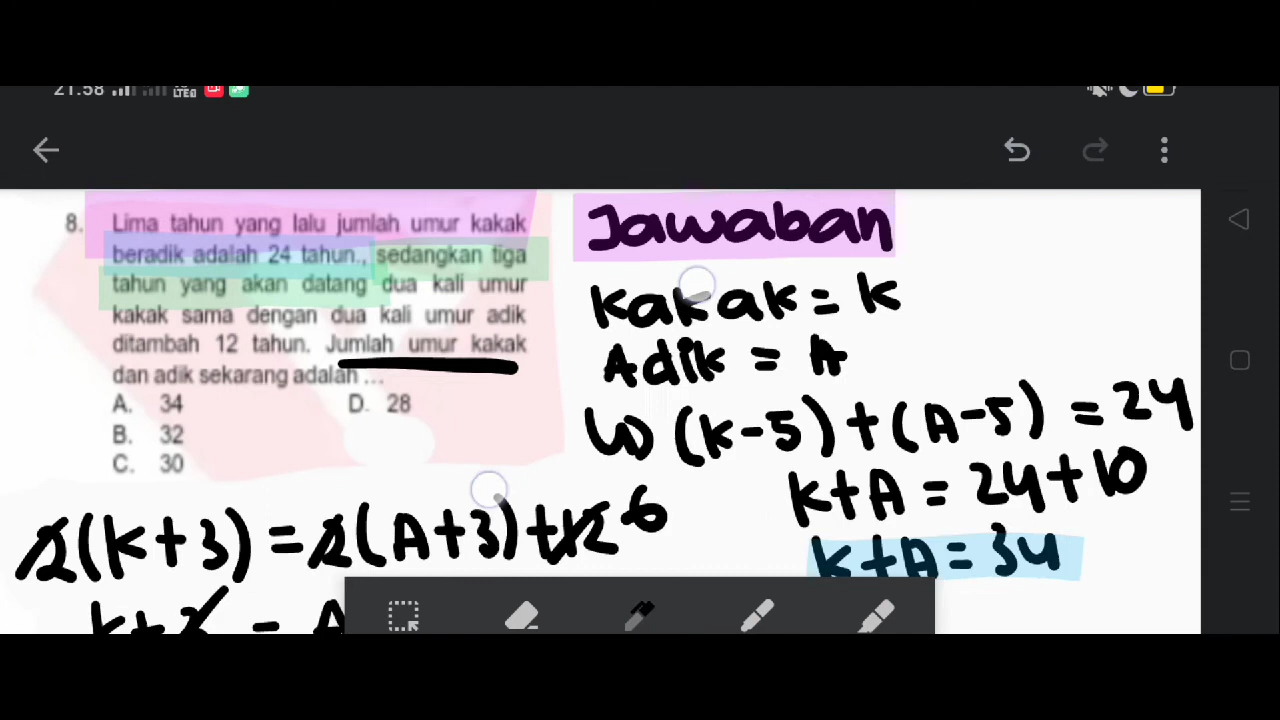 21.58
LTE
8. Lima tahun yang lalu jumlah umur kakak
beradik adalah 24 tahun., sedangkan tiga
tahun yang akan datang dua kali umur
kakak sama dengan dua kali umur adik
ditambah 12 tahun. Jumlah umur kakak
dan adik sekarang adalah ...
A. 34 D. 28
B. 32
C. 30
Jawaban
Kakak = K
Adik = A
(K-5)+(A-5) = 24
K+A = 24+10
K+A = 34
2(K+3) = 2(A+3)+12 6
K+3 = A